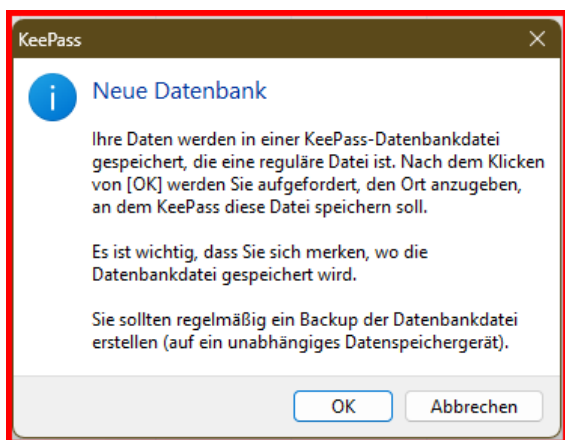 KeePass
Neue Datenbank
Ihre Daten werden in einer KeePass-Datenbankdatei
gespeichert, die eine reguläre Datei ist. Nach dem Klicken
von [OK] werden Sie aufgefordert, den Ort anzugeben,
an dem KeePass diese Datei speichern soll.
Es ist wichtig, dass Sie sich merken, wo die
Datenbankdatei gespeichert wird.
Sie sollten regelmäßig ein Backup der Datenbankdatei
erstellen (auf ein unabhängiges Datenspeichergerät).
OK Abbrechen